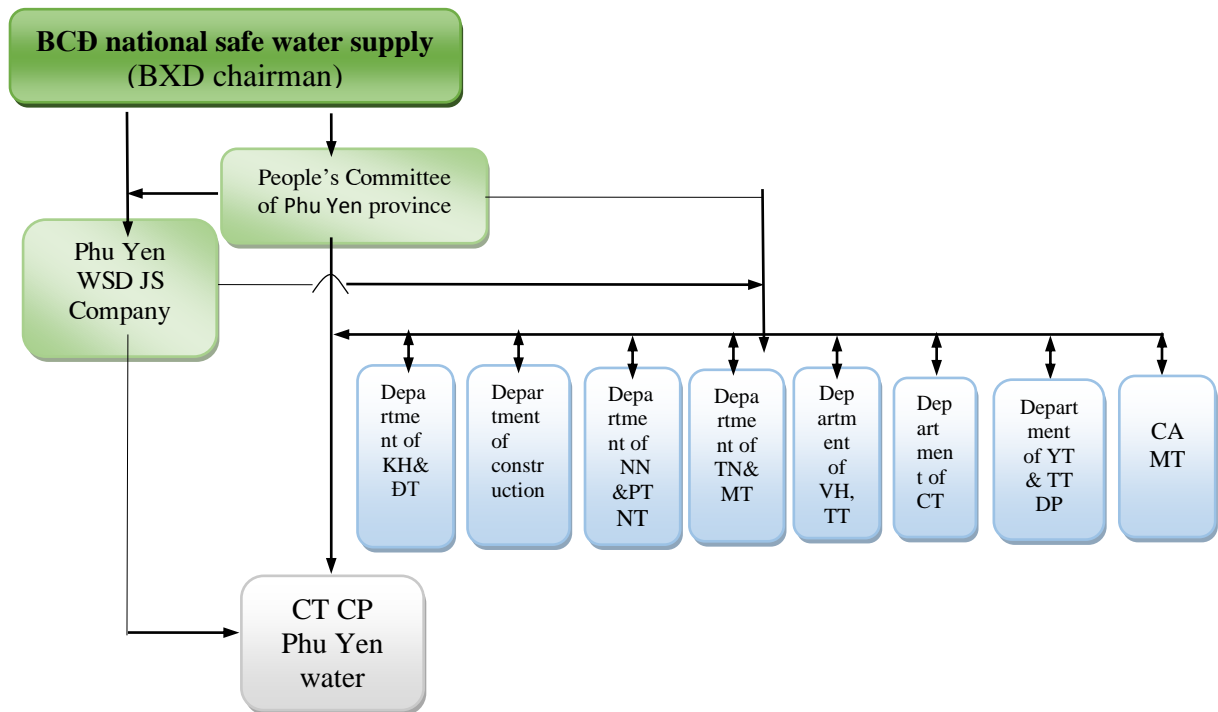 BCĐ national safe water supply
(BXD chairman)
People's Committee
of Phu Yen province
Phu Yen
WSD JS
Company
Depa
rtme
nt of
KH&
ĐT
Depar
tment
of
constr
uction
Depa
rtme
nt of
NN
&PT
NT
Depa
rtme
nt of
TN&
MT
Dep
artm
ent
of
VH,
TT
Dep
art
men
t of
CT
Depart
ment
of YT
& TT
DP
CA
MT
CT CP
Phu Yen
water